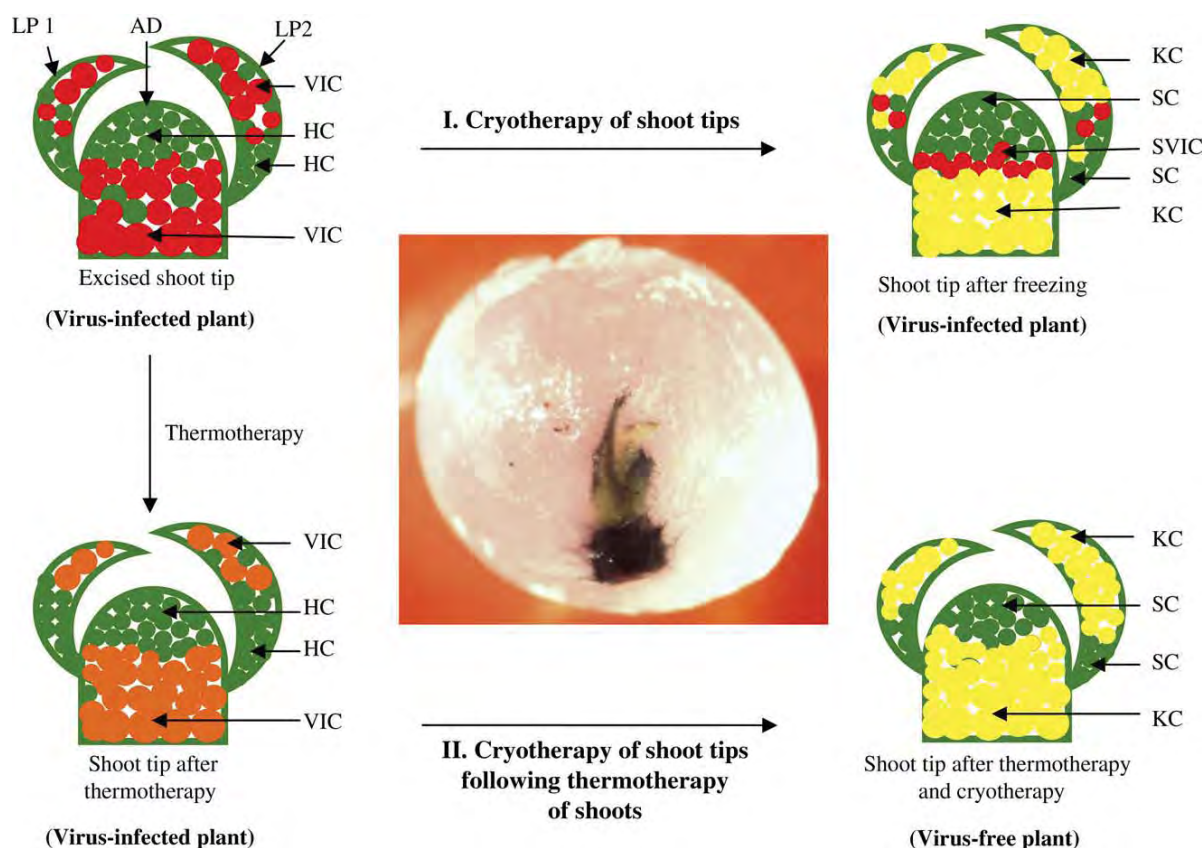 LP 1
AD
LP2
VIC
HC
HC
VIC
Excised shoot tip
(Virus-infected plant)
I. Cryotherapy of shoot tips
KC
SC
SVIC
SC
KC
Shoot tip after freezing
(Virus-infected plant)
Thermotherapy
VIC
HC
HC
VIC
Shoot tip after
thermotherapy
(Virus-infected plant)
II. Cryotherapy of shoot tips
following thermotherapy
of shoots
KC
SC
SC
KC
Shoot tip after thermotherapy
and cryotherapy
(Virus-free plant)